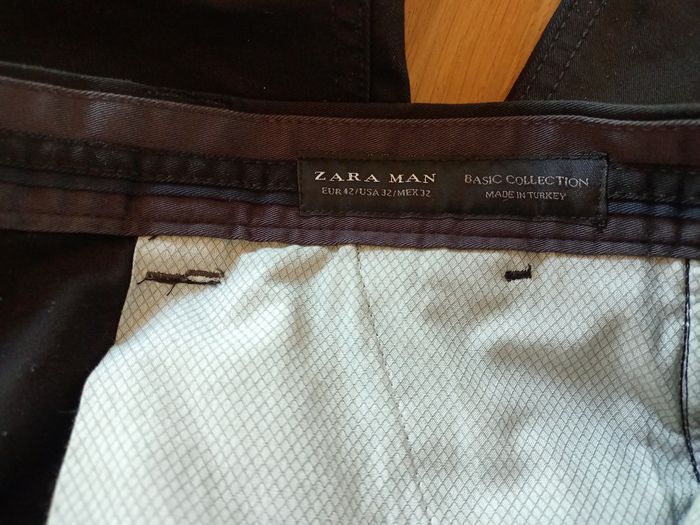 ZARA MAN
EUR 42/USA 32/MEX 32
BASIC COLLECTION
MADE IN TURKEY